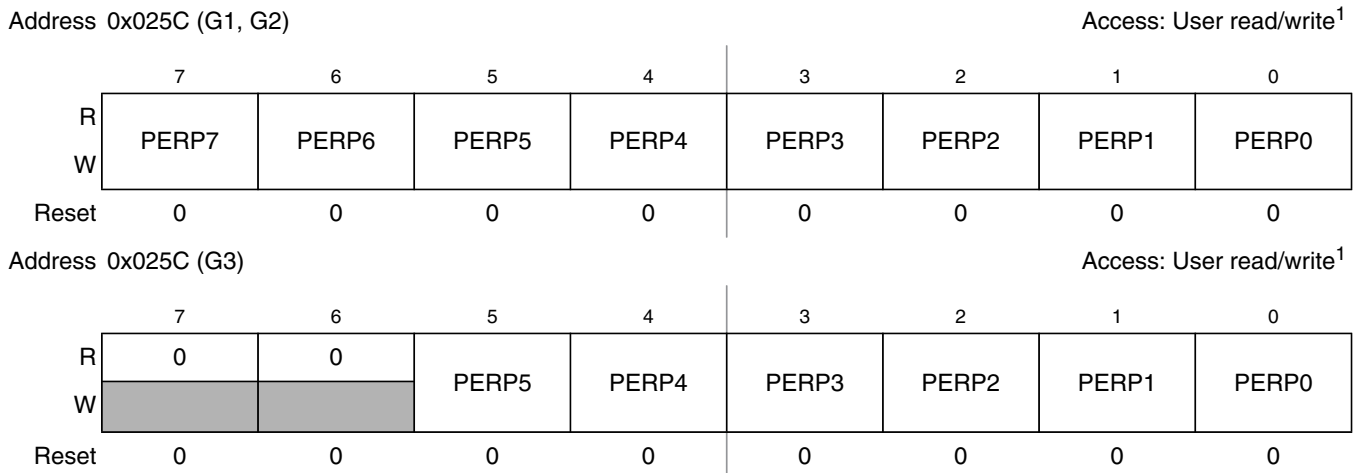 Address 0x025C (G1, G2) Access: User read/write1
7 6 5 4 3 2 1 0
R
PERP7 PERP6 PERP5 PERP4 PERP3 PERP2 PERP1 PERP0
W
Reset 0 0 0 0 0 0 0 0
Address 0x025C (G3) Access: User read/write1
7 6 5 4 3 2 1 0
R 0 0
PERP5 PERP4 PERP3 PERP2 PERP1 PERP0
W
Reset 0 0 0 0 0 0 0 0